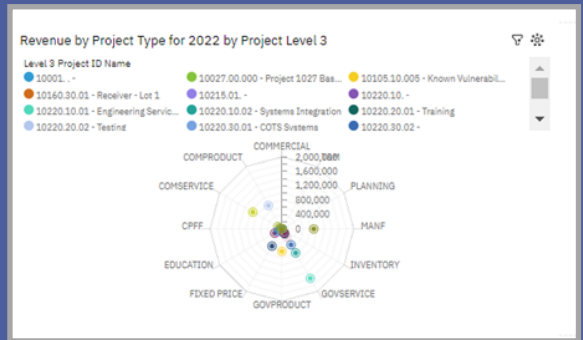 Revenue by Project Type for 2022 by Project Level 3
Level 3 Project ID Name
10001. . - 10027.00.000 - Project 1027 Bas... 10105.10.005 - Known Vulnerabil...
10160.30.01 - Receiver - Lot 1 10215.01. - 10220.10. -
10220.10.01 - Engineering Servic... 10220.10.02 - Systems Integration 10220.20.01 - Training
10220.20.02 - Testing 10220.30.01 - COTS Systems 10220.30.02 -
COMMERCIAL
COMPRODUCT 2,000,000
1,600,000
COMSERVICE 1,200,000 PLANNING
800,000
400,000
CPFF 0 MANF
EDUCATION INVENTORY
FIXED PRICE GOVSERVICE
GOVPRODUCT